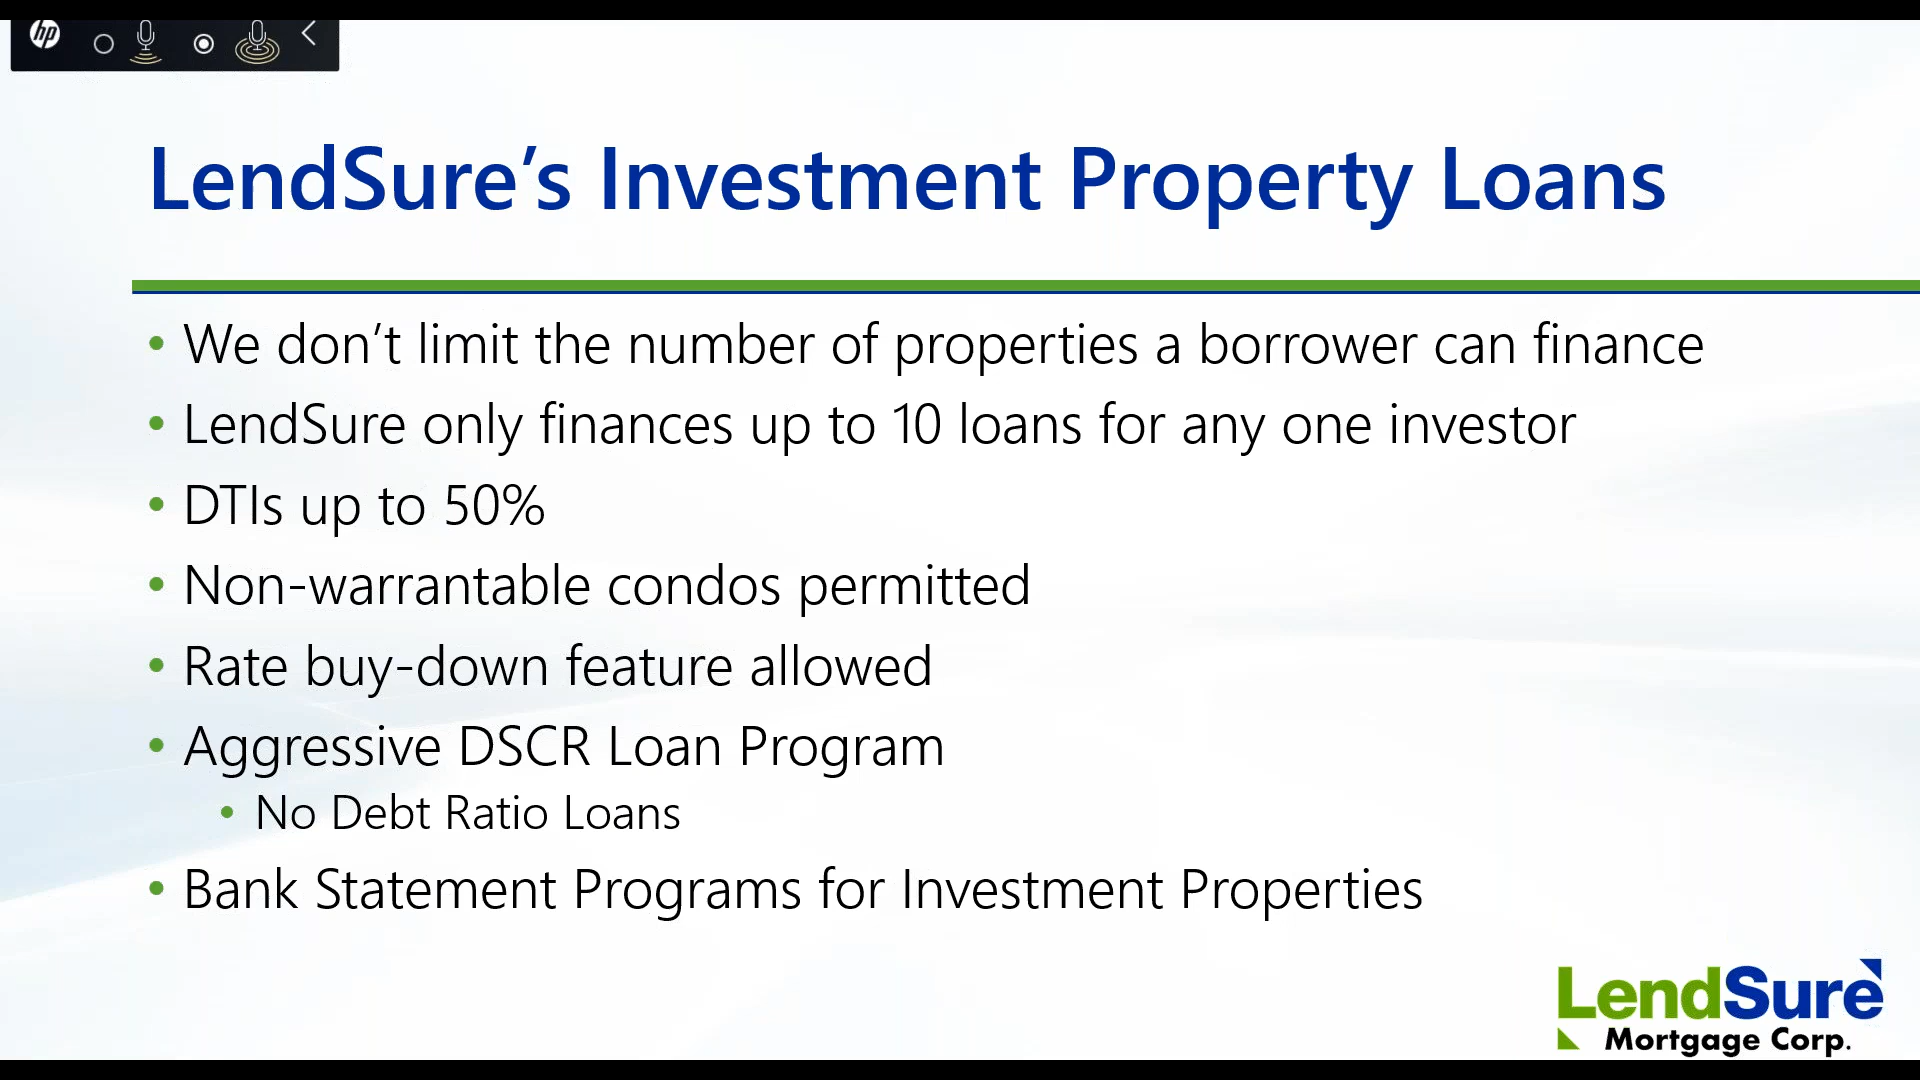 hp
LendSure’s Investment Property Loans
• We don’t limit the number of properties a borrower can finance
• LendSure only finances up to 10 loans for any one investor
• DTIs up to 50%
• Non-warrantable condos permitted
• Rate buy-down feature allowed
• Aggressive DSCR Loan Program
• No Debt Ratio Loans
• Bank Statement Programs for Investment Properties
LendSure
Mortgage Corp.